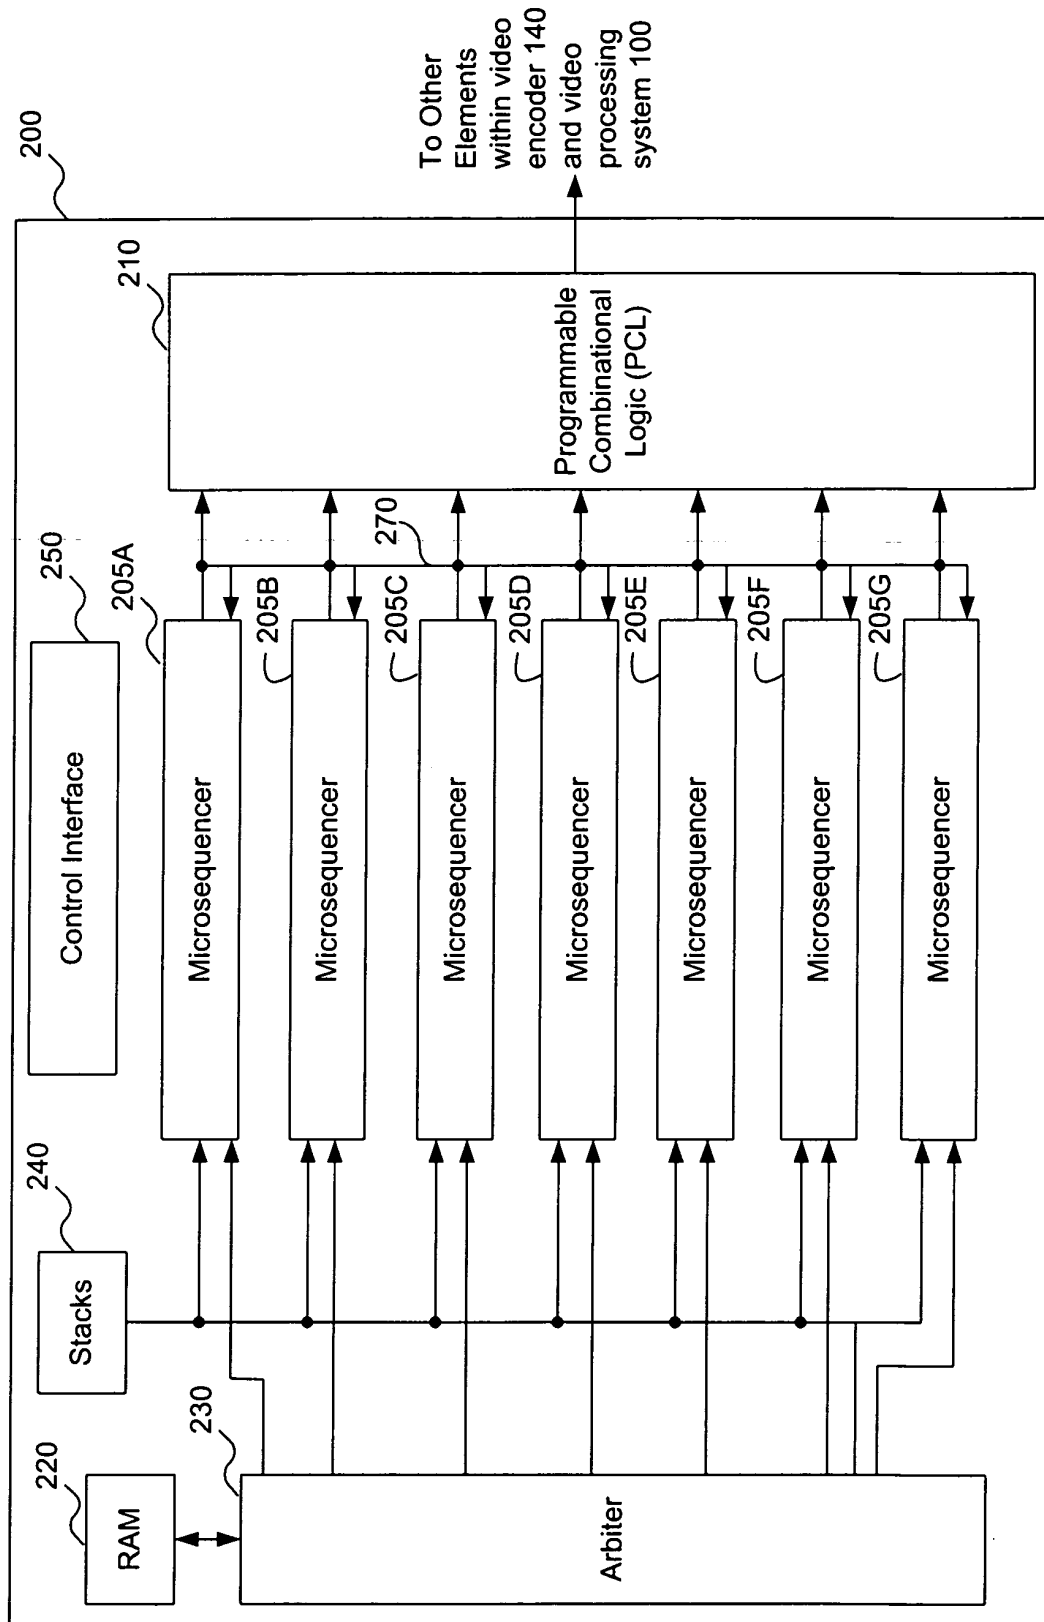 200
220
RAM
230
Arbiter
240
Stacks
250
Control Interface
205A
Microsequencer
205B
Microsequencer
205C
Microsequencer
205D
Microsequencer
205E
Microsequencer
205F
Microsequencer
205G
Microsequencer
270
210
Programmable
Combinational
Logic (PCL)
To Other
Elements
within video
encoder 140
and video
processing
system 100